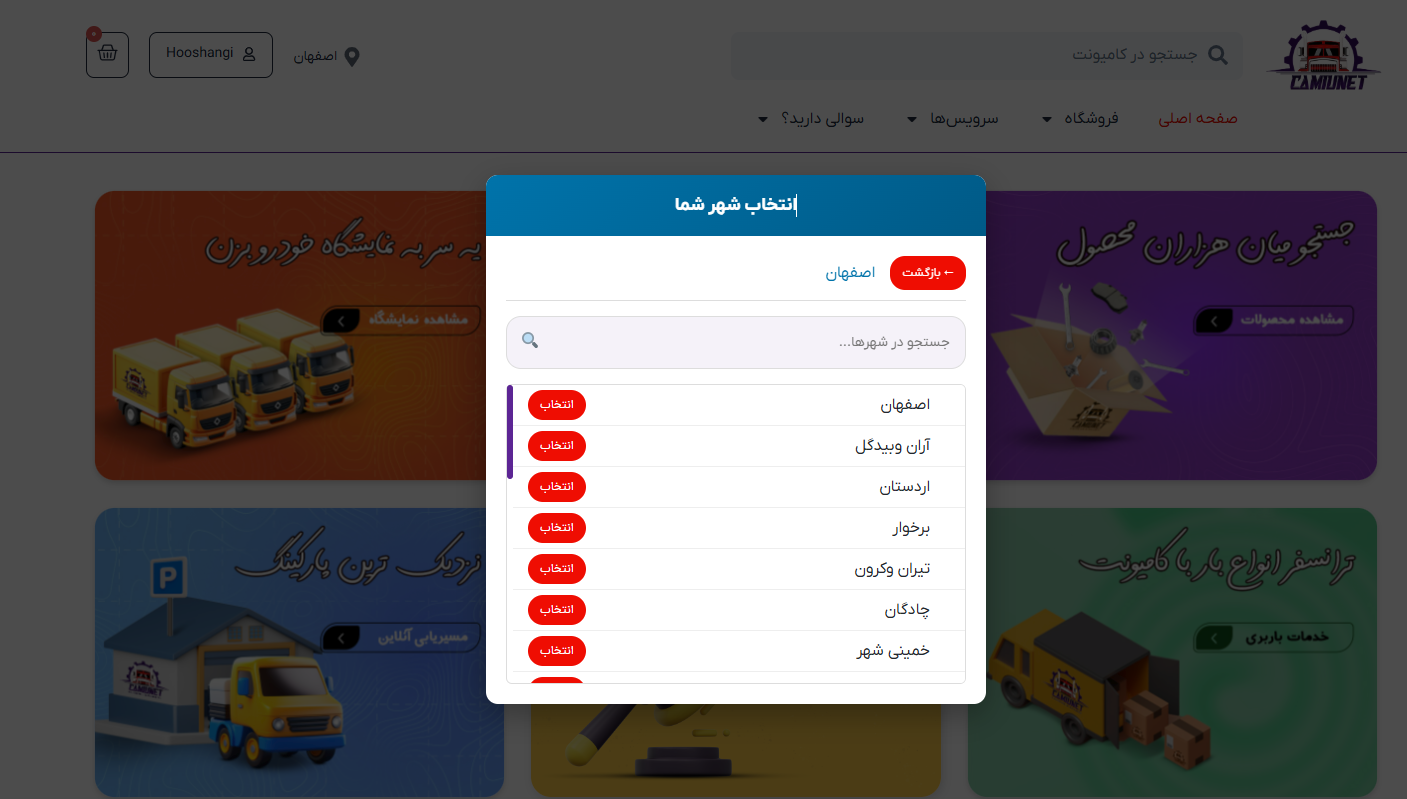 CAMIUNET
جستجو در کامیونت
اصفهان
Hooshangi
۰
صفحه اصلی
فروشگاه
سرویس‌ها
سوالی دارید؟
جستجو میان هزاران محصول
مشاهده محصولات
یه سر به نمایشگاه خودرو بزن
مشاهده نمایشگاه
انتخاب شهر شما
← بازگشت
اصفهان
جستجو در شهرها...
اصفهان انتخاب
آران وبیدگل انتخاب
اردستان انتخاب
برخوار انتخاب
تیران وکرون انتخاب
چادگان انتخاب
خمینی شهر انتخاب
ترانسفر انواع بار با کامیونت
خدمات باربری
نزدیک ترین پارکینگ
مسیریابی آنلاین
P